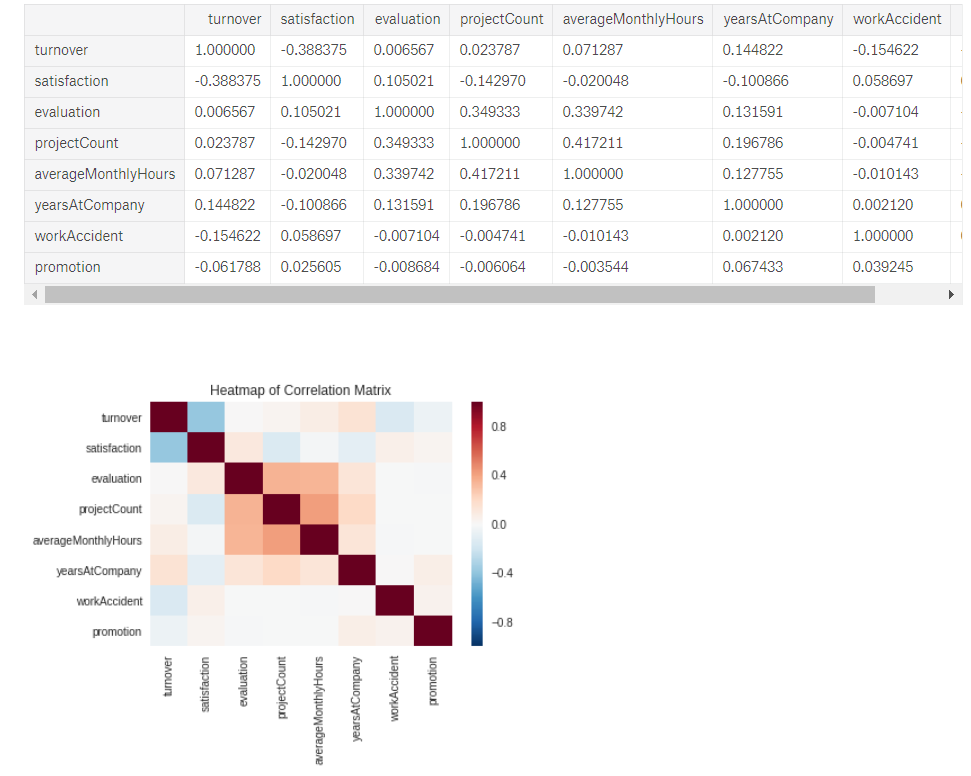 turnover satisfaction evaluation projectCount averageMonthlyHours yearsAtCompany workAccident
turnover 1.000000 -0.388375 0.006567 0.023787 0.071287 0.144822 -0.154622
satisfaction -0.388375 1.000000 0.105021 -0.142970 -0.020048 -0.100866 0.058697
evaluation 0.006567 0.105021 1.000000 0.349333 0.339742 0.131591 -0.007104
projectCount 0.023787 -0.142970 0.349333 1.000000 0.417211 0.196786 -0.004741
averageMonthlyHours 0.071287 -0.020048 0.339742 0.417211 1.000000 0.127755 -0.010143
yearsAtCompany 0.144822 -0.100866 0.131591 0.196786 0.127755 1.000000 0.002120
workAccident -0.154622 0.058697 -0.007104 -0.004741 -0.010143 0.002120 1.000000
promotion -0.061788 0.025605 -0.008684 -0.006064 -0.003544 0.067433 0.039245
Heatmap of Correlation Matrix
turnover
satisfaction
evaluation
projectCount
averageMonthlyHours
yearsAtCompany
workAccident
promotion
0.8
0.4
0.0
−0.4
−0.8
turnover
satisfaction
evaluation
projectCount
averageMonthlyHours
yearsAtCompany
workAccident
promotion